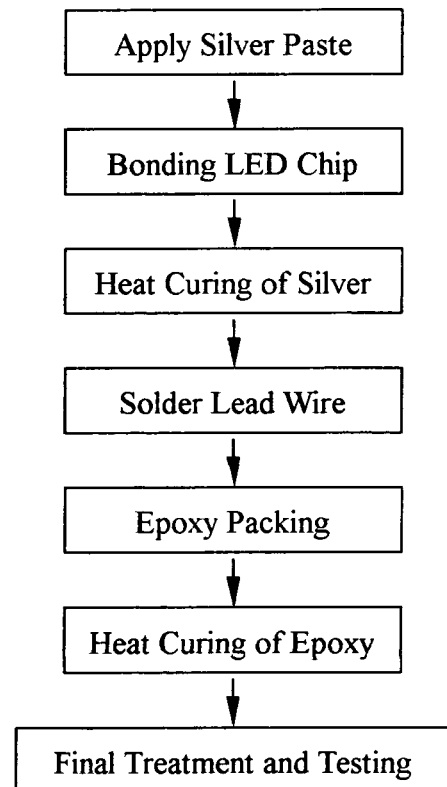 Apply Silver Paste
Bonding LED Chip
Heat Curing of Silver
Solder Lead Wire
Epoxy Packing
Heat Curing of Epoxy
Final Treatment and Testing